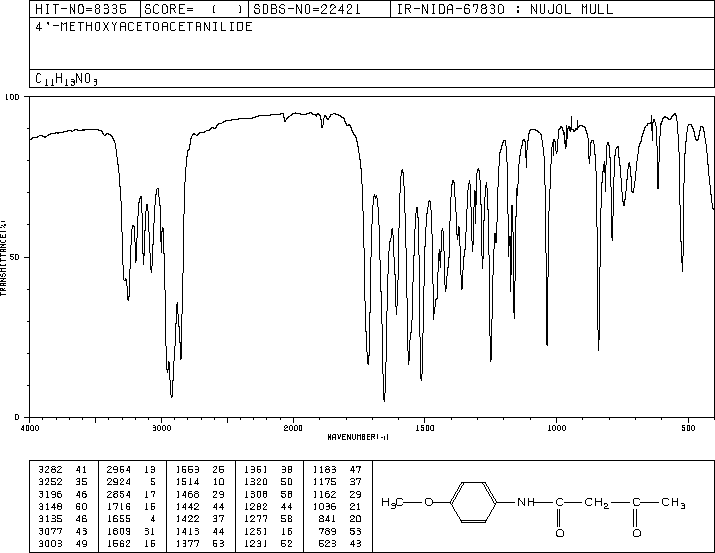 HIT-NO=8335 SCORE= ( ) SDBS-NO=22421 IR-NIDA-67830 : NUJOL MULL
4'-METHOXYACETOACETANILIDE
C11H13NO3
100
50
0
TRANSMITTANCE(%)
4000 3000 2000 1500 1000 500
WAVENUMBER(-1)
3282 41 2954 13 1553 26 1361 38 1183 47
3252 35 2924 5 1514 10 1320 50 1175 37
3196 46 2854 17 1468 29 1308 58 1162 29
3148 60 1716 16 1442 44 1282 44 1036 21
3135 46 1655 4 1422 37 1277 58 841 20
3077 43 1609 31 1413 44 1251 16 789 53
3003 49 1562 16 1377 53 1231 52 523 43
H3C O NH C CH2 C CH3
O O